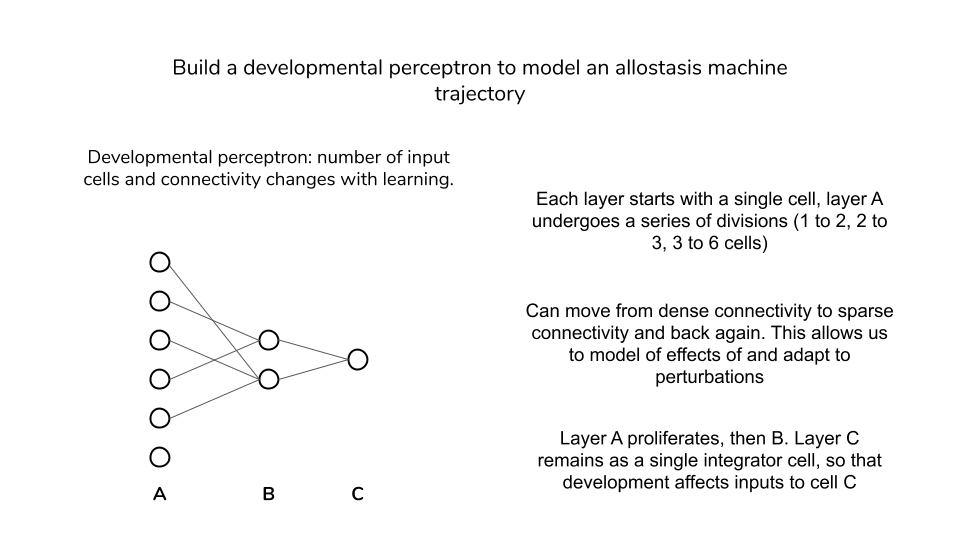 Build a developmental perceptron to model an allostasis machine
trajectory
Developmental perceptron: number of input
cells and connectivity changes with learning.
Each layer starts with a single cell, layer A
undergoes a series of divisions (1 to 2, 2 to
3, 3 to 6 cells)
Can move from dense connectivity to sparse
connectivity and back again. This allows us
to model of effects of and adapt to
perturbations
Layer A proliferates, then B. Layer C
remains as a single integrator cell, so that
development affects inputs to cell C
A B C